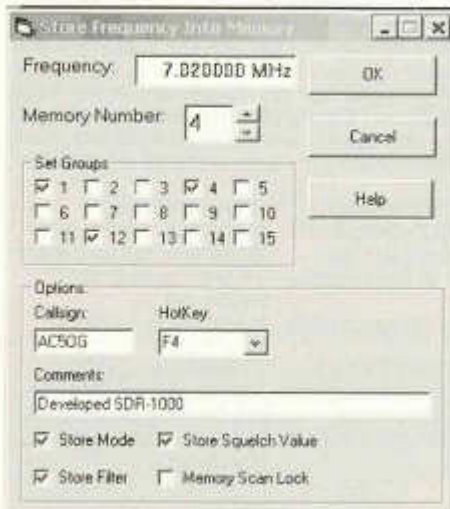 Store Frequency Into Memory
Frequency: 7.020000 MHz
OK
Memory Number: 4
Cancel
Set Groups
1 2 3 4 5
6 7 8 9 10
11 12 13 14 15
Help
Options:
Callsign: HotKey:
AC5OG F4
Comments:
Developed SDR-1000
Store Mode Store Squelch Value
Store Filter Memory Scan Lock